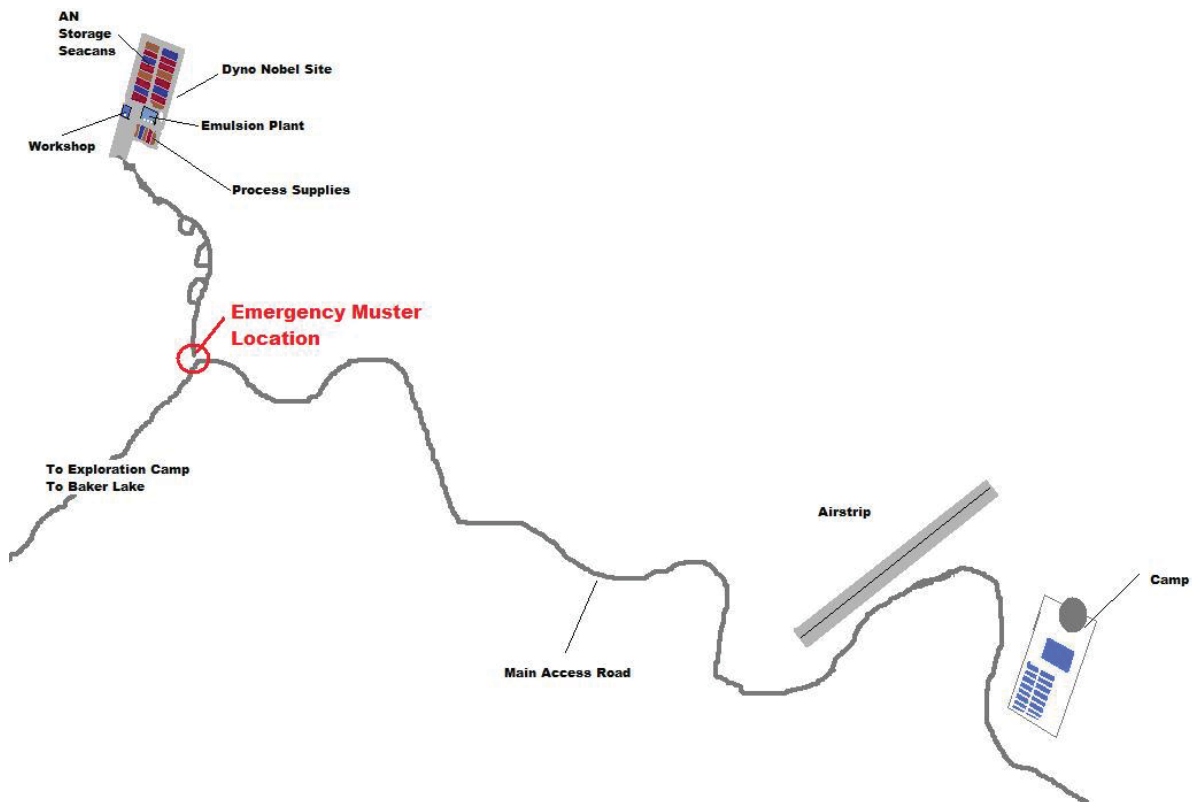 AN
Storage
Seacans
Dyno Nobel Site
Emulsion Plant
Workshop
Process Supplies
Emergency Muster
Location
To Exploration Camp
To Baker Lake
Airstrip
Camp
Main Access Road